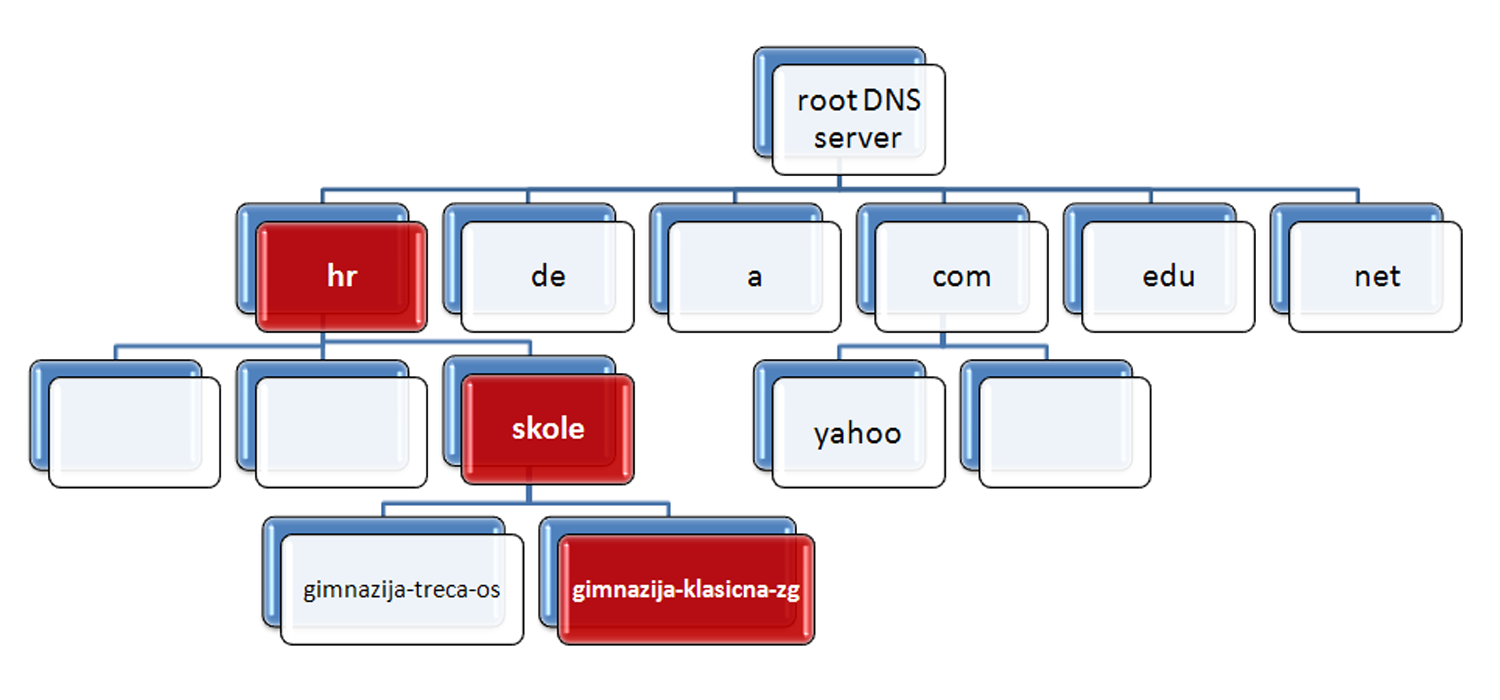 root DNS
server
hr
de
a
com
edu
net
skole
yahoo
gimnazija-treca-os
gimnazija-klasicna-zg